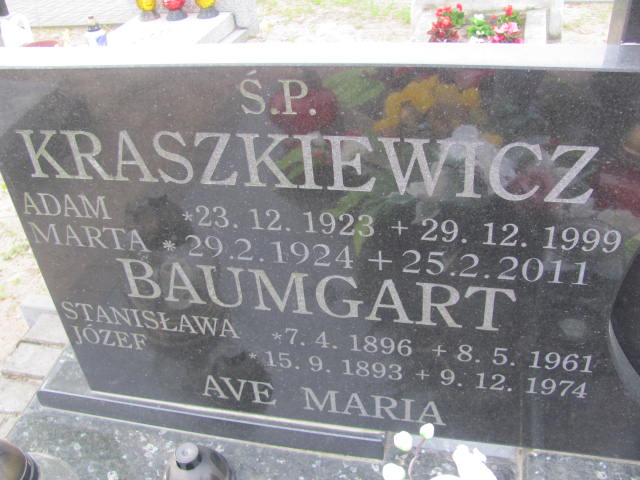 Ś.P.
KRASZKIEWICZ
ADAM *23. 12. 1923 + 29. 12. 1999
MARTA * 29.2. 1924 + 25.2. 2011
BAUMGART
STANISŁAWA *7. 4. 1896 + 8. 5. 1961
JÓZEF *15. 9. 1893 + 9. 12. 1974
AVE MARIA